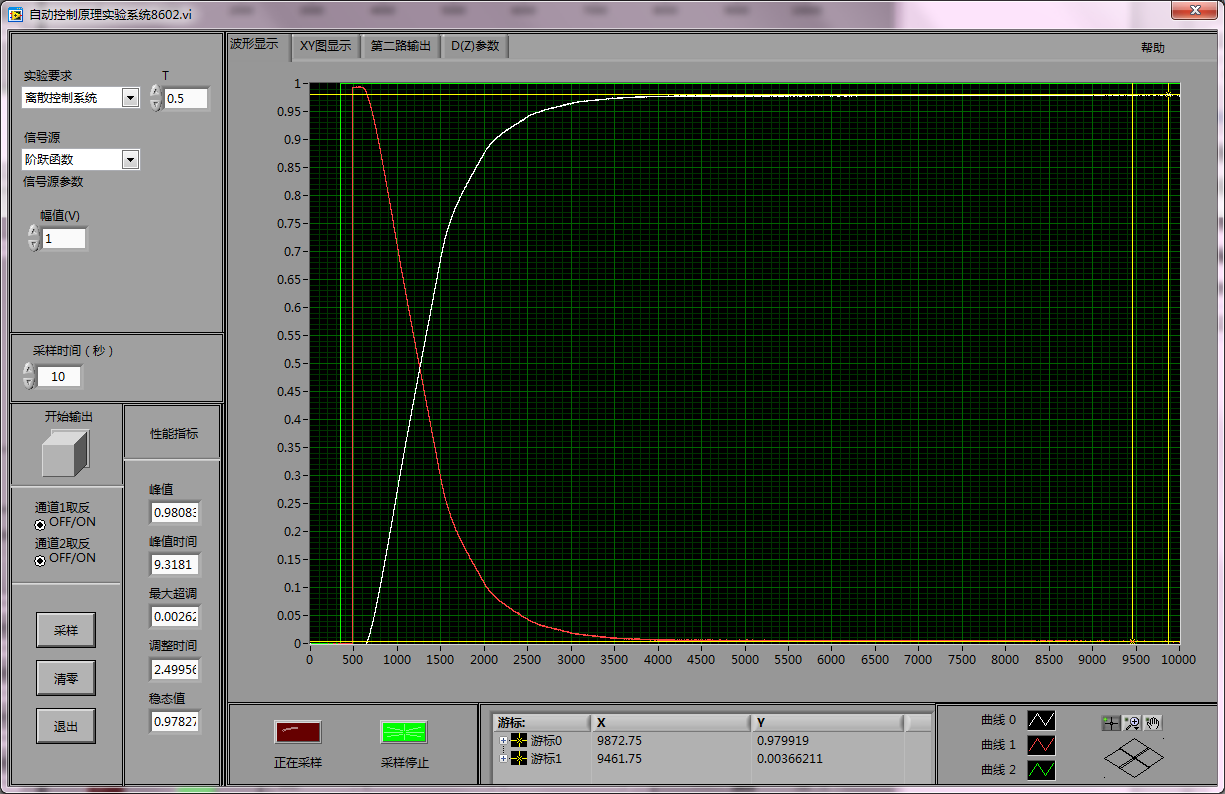 自动控制原理实验系统8602.vi
波形显示 XY图显示 第二路输出 D(Z)参数 帮助
实验要求 T
离散控制系统 0.5
信号源
阶跃函数
信号源参数
幅值(V)
1
采样时间（秒）
10
开始输出
性能指标
通道1取反
OFF/ON
通道2取反
OFF/ON
采样
清零
退出
峰值
0.9808
峰值时间
9.3181
最大超调
0.00262
调整时间
2.49956
稳态值
0.97827
1
0.95
0.9
0.85
0.8
0.75
0.7
0.65
0.6
0.55
0.5
0.45
0.4
0.35
0.3
0.25
0.2
0.15
0.1
0.05
0
0 500 1000 1500 2000 2500 3000 3500 4000 4500 5000 5500 6000 6500 7000 7500 8000 8500 9000 9500 10000
正在采样 采样停止
游标: X Y
游标0 9872.75 0.979919
游标1 9461.75 0.00366211
曲线 0
曲线 1
曲线 2